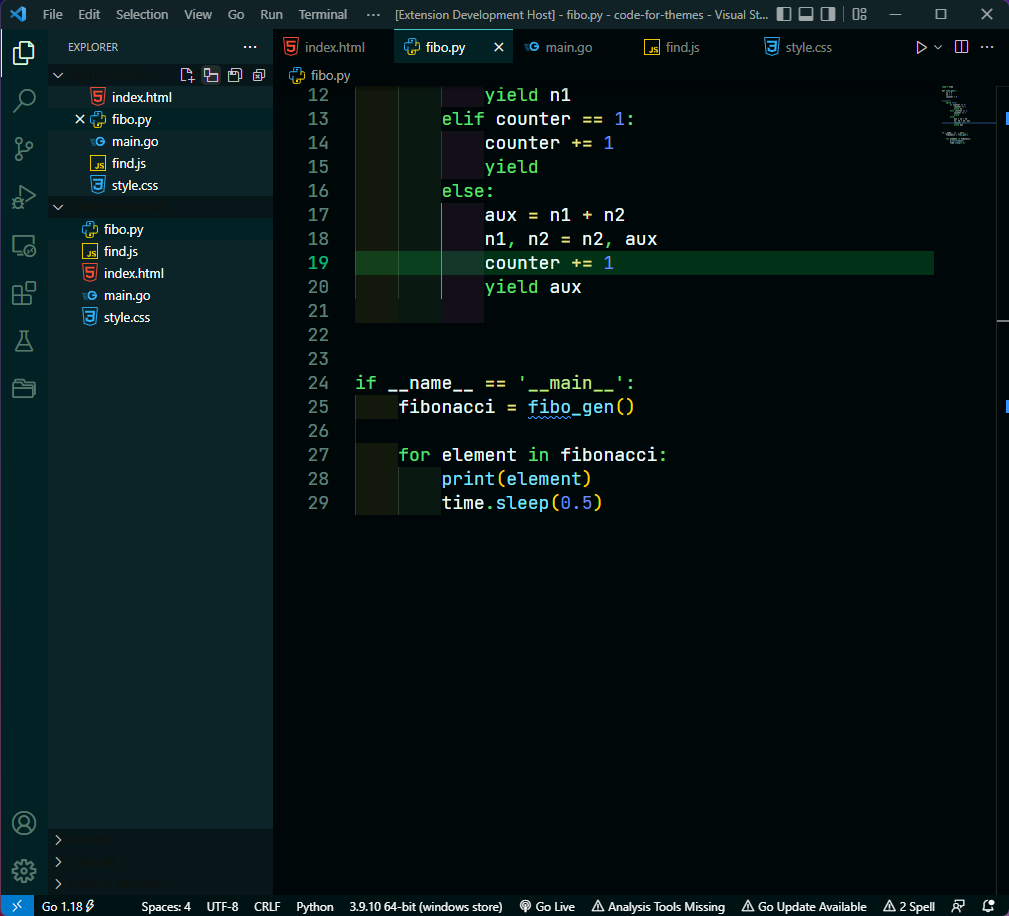 File Edit Selection View Go Run Terminal ··· [Extension Development Host] - fibo.py - code-for-themes - Visual St...
EXPLORER ···
index.html
fibo.py
main.go
find.js
style.css
fibo.py
find.js
index.html
main.go
style.css
index.html fibo.py main.go find.js style.css
fibo.py
12 yield n1
13 elif counter == 1:
14 counter += 1
15 yield
16 else:
17 aux = n1 + n2
18 n1, n2 = n2, aux
19 counter += 1
20 yield aux
21
22
23
24 if __name__ == '__main__':
25 fibonacci = fibo_gen()
26
27 for element in fibonacci:
28 print(element)
29 time.sleep(0.5)
Go 1.18 Spaces: 4 UTF-8 CRLF Python 3.9.10 64-bit (windows store) Go Live Analysis Tools Missing Go Update Available 2 Spell